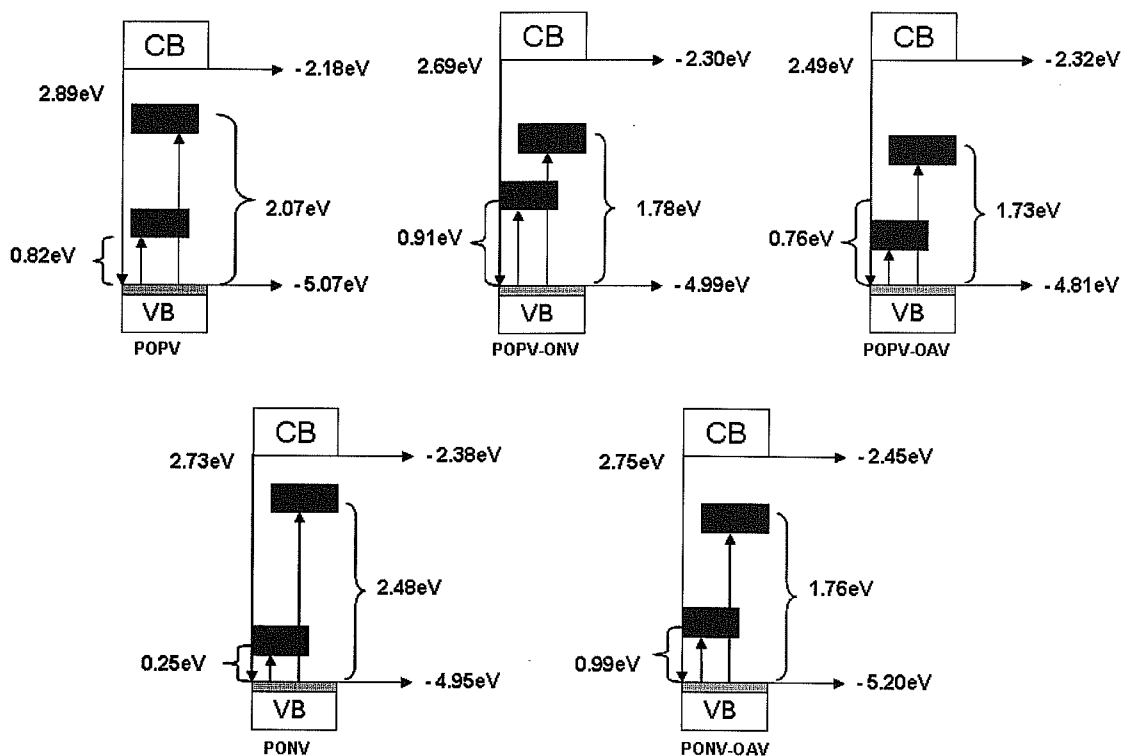 CB
-2.18eV
2.89eV
2.07eV
0.82eV
-5.07eV
VB
POPV
CB
2.69eV
-2.30eV
1.78eV
0.91eV
-4.99eV
VB
POPV-ONV
CB
2.49eV
-2.32eV
1.73eV
0.76eV
-4.81eV
VB
POPV-OAV
CB
2.73eV
-2.38eV
2.48eV
0.25eV
-4.95eV
VB
PONV
CB
2.75eV
-2.45eV
1.76eV
0.99eV
-5.20eV
VB
PONV-OAV